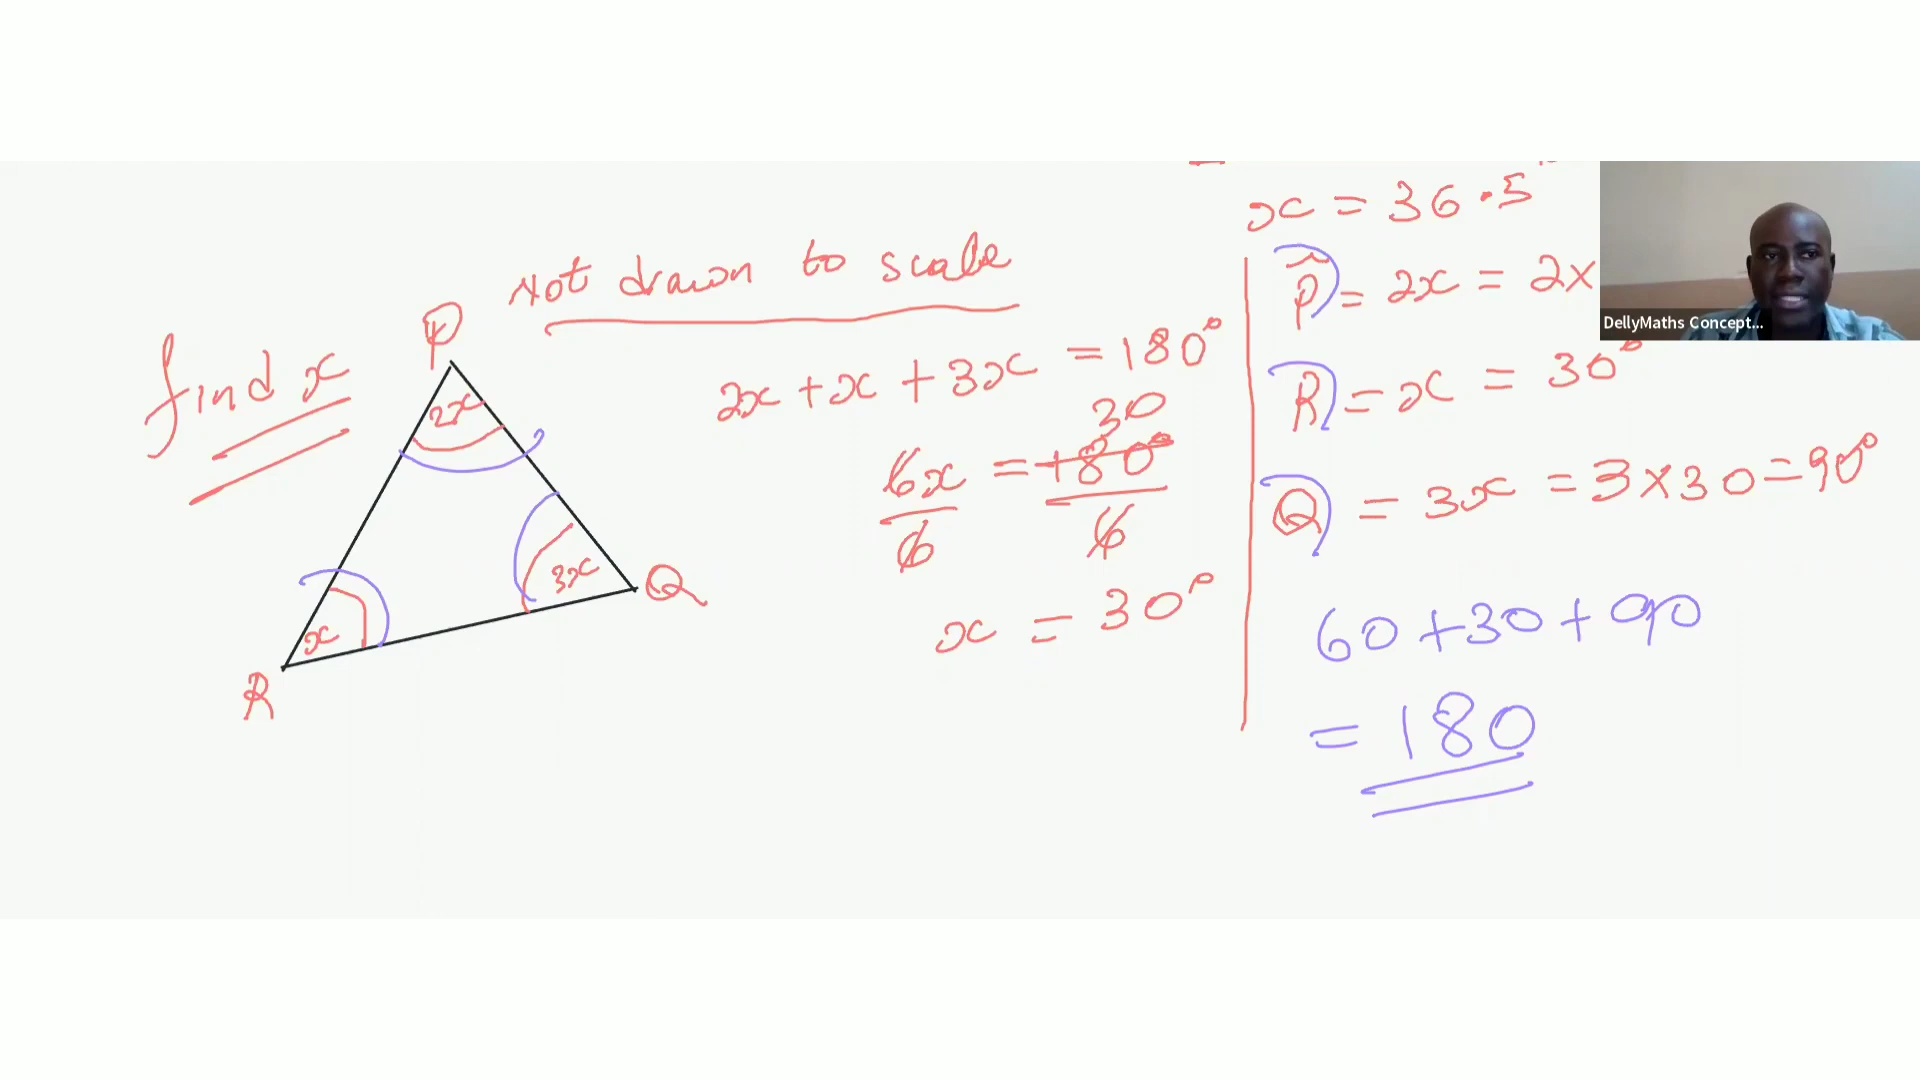 x = 36.5
Not drawn to scale
find x
P
2x
x
3x
R
Q
2x + x + 3x = 180°
30
6x = 180°
6 6
x = 30°
P̂ = 2x = 2x
R = x = 30°
Q = 3x = 3 x 30 = 90°
60 + 30 + 90
= 180
DellyMaths Concept...